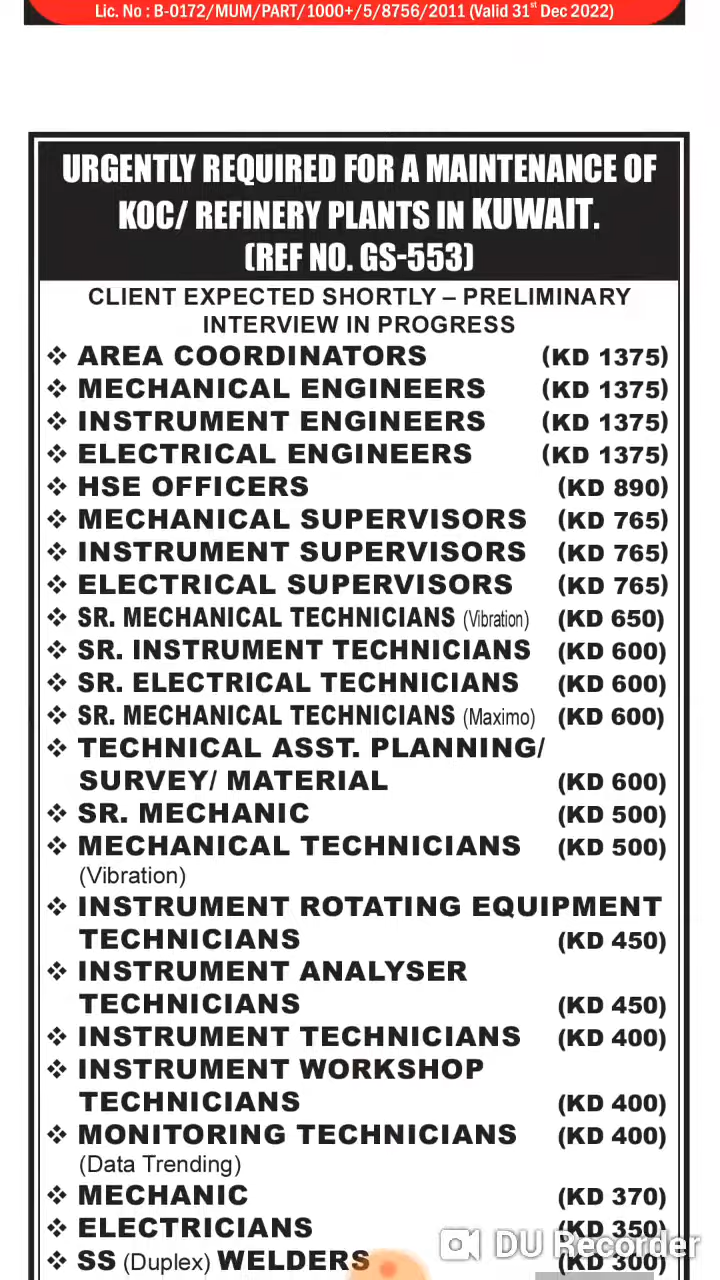 Lic. No : B-0172/MUM/PART/1000+/5/8756/2011 (Valid 31st Dec 2022)
URGENTLY REQUIRED FOR A MAINTENANCE OF
KOC/ REFINERY PLANTS IN KUWAIT.
(REF NO. GS-553)
CLIENT EXPECTED SHORTLY – PRELIMINARY
INTERVIEW IN PROGRESS
❖ AREA COORDINATORS (KD 1375)
❖ MECHANICAL ENGINEERS (KD 1375)
❖ INSTRUMENT ENGINEERS (KD 1375)
❖ ELECTRICAL ENGINEERS (KD 1375)
❖ HSE OFFICERS (KD 890)
❖ MECHANICAL SUPERVISORS (KD 765)
❖ INSTRUMENT SUPERVISORS (KD 765)
❖ ELECTRICAL SUPERVISORS (KD 765)
❖ SR. MECHANICAL TECHNICIANS (Vibration) (KD 650)
❖ SR. INSTRUMENT TECHNICIANS (KD 600)
❖ SR. ELECTRICAL TECHNICIANS (KD 600)
❖ SR. MECHANICAL TECHNICIANS (Maximo) (KD 600)
❖ TECHNICAL ASST. PLANNING/
SURVEY/ MATERIAL (KD 600)
❖ SR. MECHANIC (KD 500)
❖ MECHANICAL TECHNICIANS (KD 500)
(Vibration)
❖ INSTRUMENT ROTATING EQUIPMENT
TECHNICIANS (KD 450)
❖ INSTRUMENT ANALYSER
TECHNICIANS (KD 450)
❖ INSTRUMENT TECHNICIANS (KD 400)
❖ INSTRUMENT WORKSHOP
TECHNICIANS (KD 400)
❖ MONITORING TECHNICIANS (KD 400)
(Data Trending)
❖ MECHANIC (KD 370)
❖ ELECTRICIANS (KD 350)
❖ SS (Duplex) WELDERS (KD 300)
DU Recorder